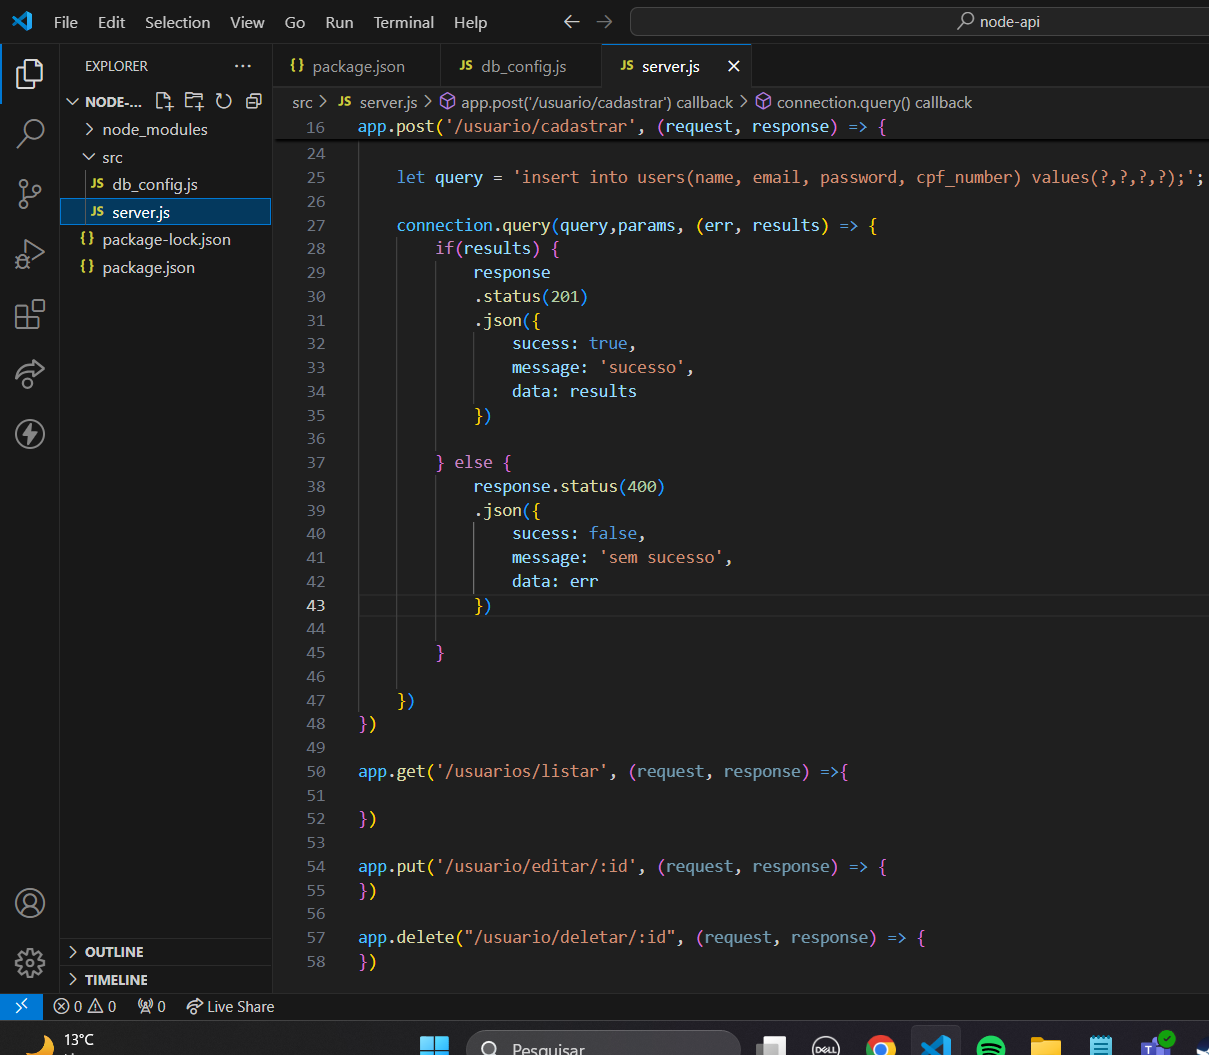 File Edit Selection View Go Run Terminal Help node-api
EXPLORER
NODE-...
node_modules
src
JS db_config.js
JS server.js
{} package-lock.json
{} package.json
OUTLINE
TIMELINE
{} package.json JS db_config.js JS server.js
src > JS server.js > app.post('/usuario/cadastrar') callback > connection.query() callback
16 app.post('/usuario/cadastrar', (request, response) => {
24
25 let query = 'insert into users(name, email, password, cpf_number) values(?,?,?,?);';
26
27 connection.query(query,params, (err, results) => {
28 if(results) {
29 response
30 .status(201)
31 .json({
32 sucess: true,
33 message: 'sucesso',
34 data: results
35 })
36
37 } else {
38 response.status(400)
39 .json({
40 sucess: false,
41 message: 'sem sucesso',
42 data: err
43 })
44
45 }
46
47 })
48 })
49
50 app.get('/usuarios/listar', (request, response) =>{
51
52 })
53
54 app.put('/usuario/editar/:id', (request, response) => {
55 })
56
57 app.delete("/usuario/deletar/:id", (request, response) => {
58 })
0 0 0 Live Share
13°C
Pesquisar
DELL